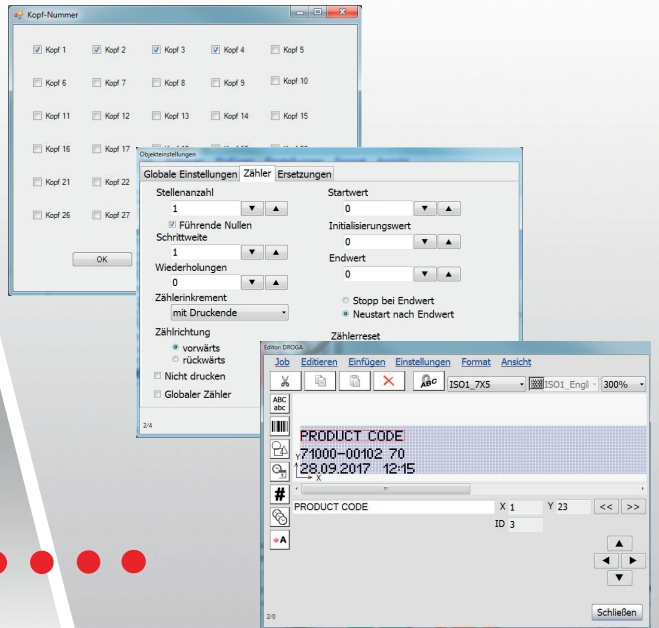 Kopf-Nummer
Kopf 1 Kopf 2 Kopf 3 Kopf 4 Kopf 5
Kopf 6 Kopf 7 Kopf 8 Kopf 9 Kopf 10
Kopf 11 Kopf 12 Kopf 13 Kopf 14 Kopf 15
Kopf 16 Kopf 17
Kopf 21 Kopf 22
Kopf 26 Kopf 27
OK
Objekteinstellungen
Globale Einstellungen Zähler Ersetzungen
Stellenanzahl Startwert
1 0
Führende Nullen Initialisierungswert
Schrittweite 0
1 Endwert
Wiederholungen 0
0
Zählerinkrement Stopp bei Endwert
mit Druckende Neustart nach Endwert
Zählrichtung Zählerreset
vorwärts
rückwärts
Nicht drucken
Globaler Zähler
2/4
Editor: DROGA
Job Editieren Einfügen Einstellungen Format Ansicht
ABC ISO1_7X5 ISO1_Engli 300%
ABC
abc
PRODUCT CODE
71000-00102 70
28.09.2017 12:15
Y
X
#
PRODUCT CODE X 1 Y 23 << >>
ID 3
A
2/0
Schließen